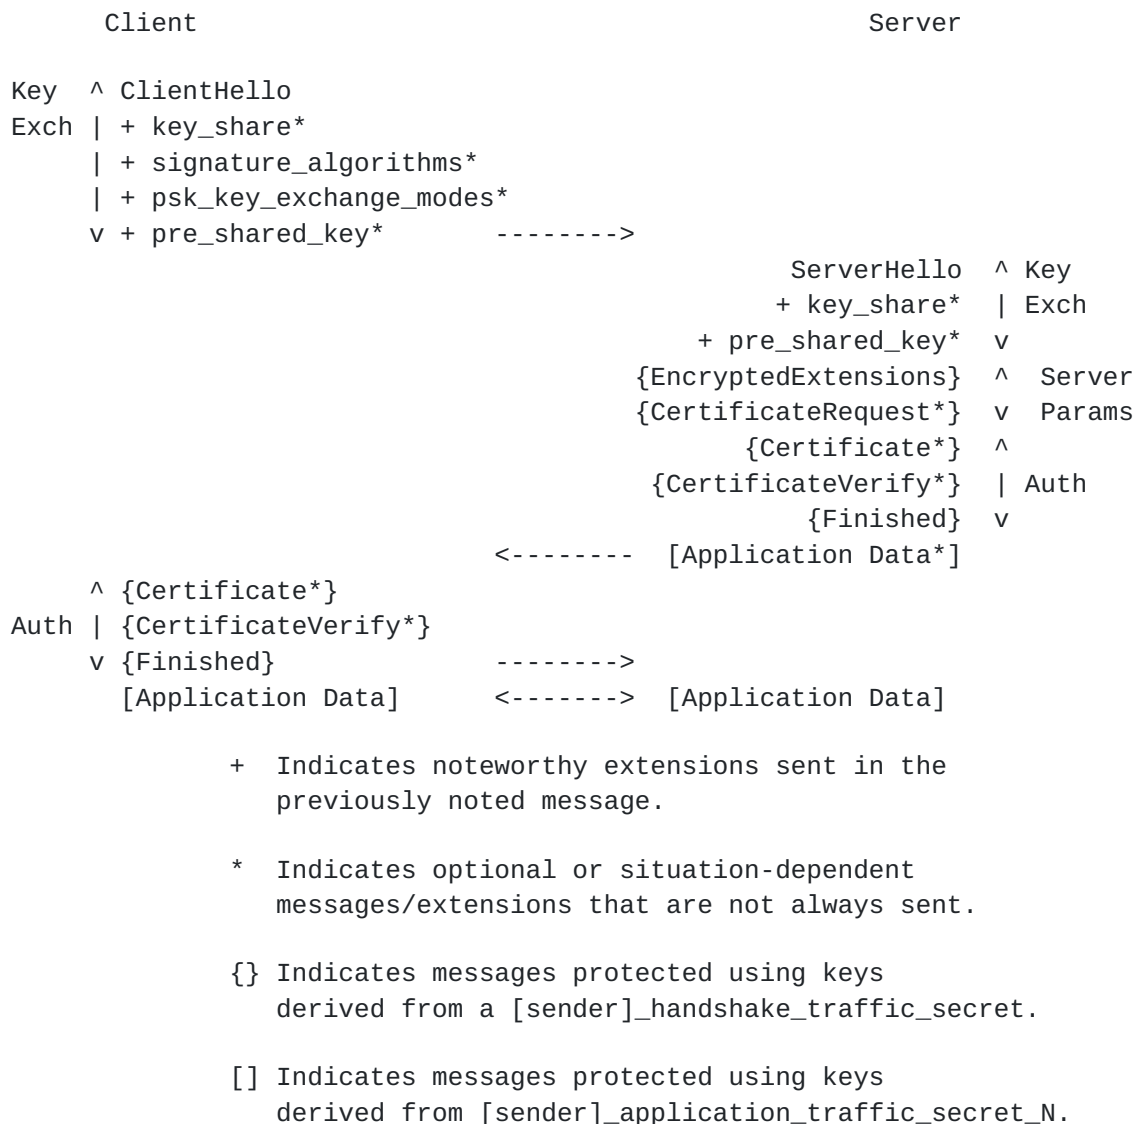 Client                                           Server

Key  ^ ClientHello
Exch | + key_share*
     | + signature_algorithms*
     | + psk_key_exchange_modes*
     v + pre_shared_key*       -------->
                                                  ServerHello  ^ Key
                                                 + key_share*  | Exch
                                            + pre_shared_key*  v
                                        {EncryptedExtensions}  ^  Server
                                        {CertificateRequest*}  v  Params
                                               {Certificate*}  ^
                                         {CertificateVerify*}  | Auth
                                                   {Finished}  v
                               <--------  [Application Data*]
     ^ {Certificate*}
Auth | {CertificateVerify*}
     v {Finished}              -------->
       [Application Data]      <------->  [Application Data]

              +  Indicates noteworthy extensions sent in the
                 previously noted message.

              *  Indicates optional or situation-dependent
                 messages/extensions that are not always sent.

              {} Indicates messages protected using keys
                 derived from a [sender]_handshake_traffic_secret.

              [] Indicates messages protected using keys
                 derived from [sender]_application_traffic_secret_N.